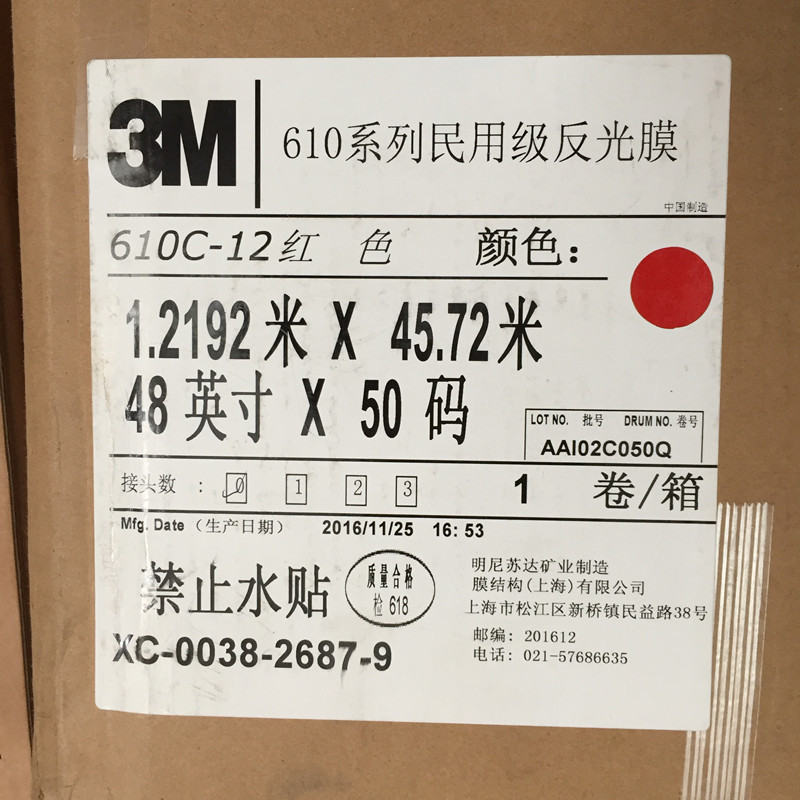 3M
610系列民用级反光膜
中国制造
610C-12红 色 颜色:
1.2192米 X 45.72米
48英寸 X 50 码
LOT NO. 批号 DRUM NO. 卷号
AAI02C050Q
接头数 : 0 1 2 3 1 卷/箱
Mfg. Date (生产日期) 2016/11/25 16:53
禁止水贴
质量合格
检 618
XC-0038-2687-9
明尼苏达矿业制造
膜结构(上海)有限公司
上海市松江区新桥镇民益路38号
邮编: 201612
电话: 021-57686635